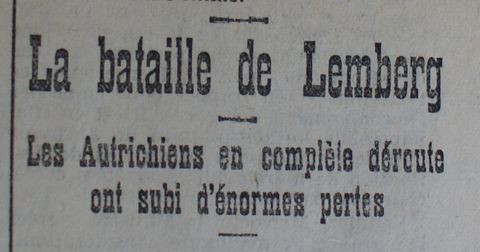 La bataille de Lemberg
Les Autrichiens en complète déroute
ont subi d'énormes pertes